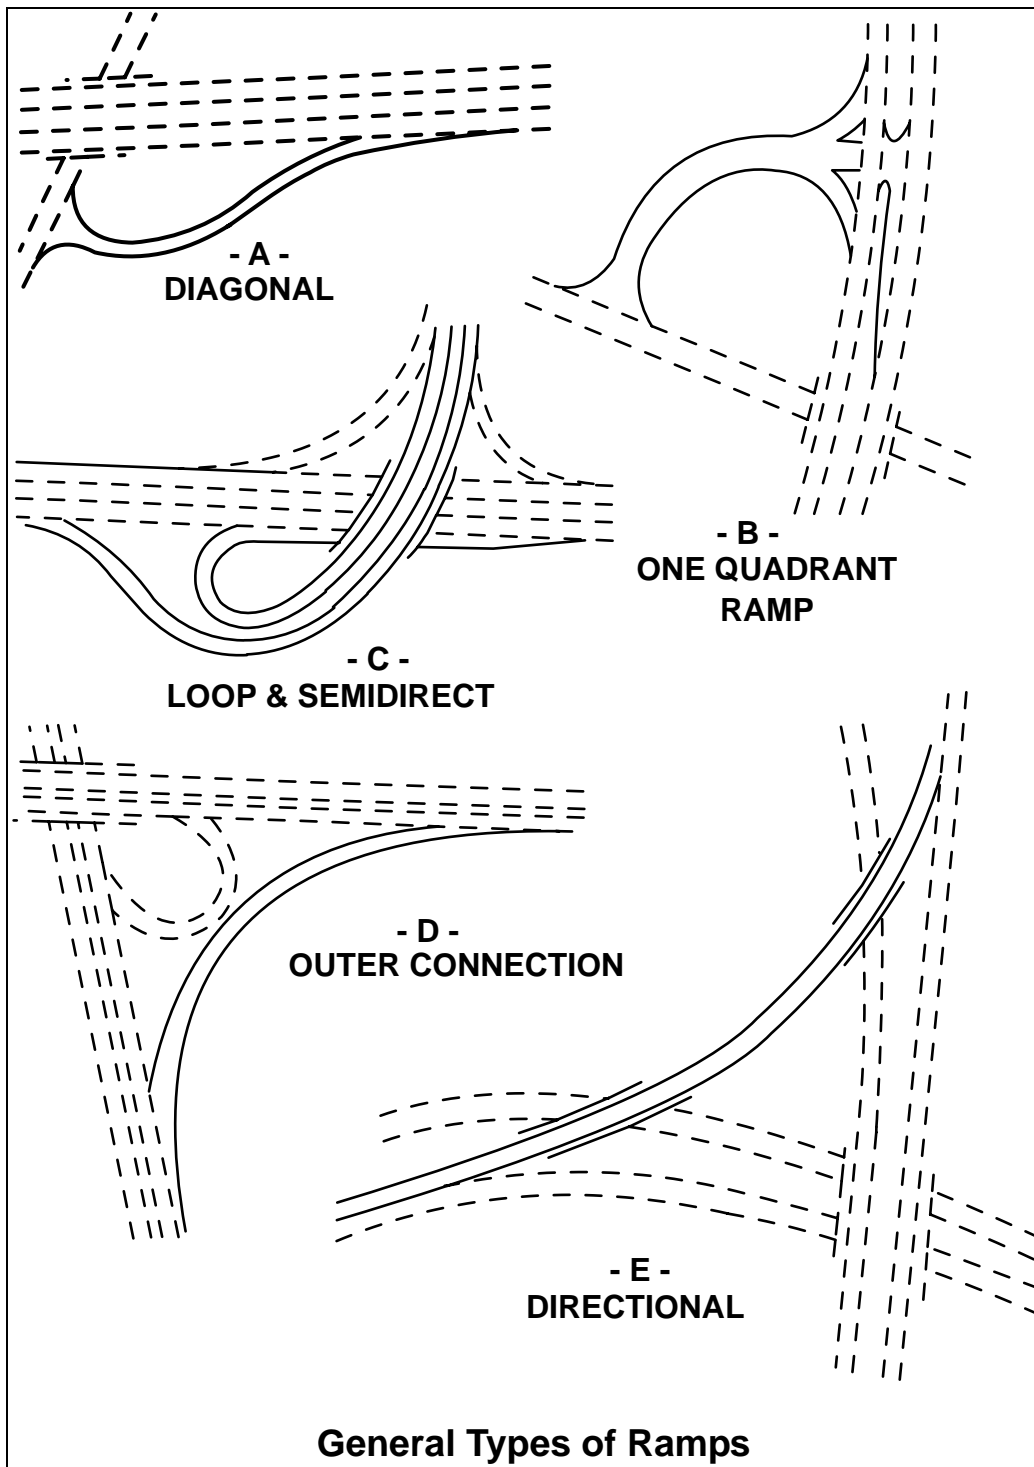 - A -
DIAGONAL
- B -
ONE QUADRANT
RAMP
- C -
LOOP & SEMIDIRECT
- D -
OUTER CONNECTION
- E -
DIRECTIONAL
General Types of Ramps